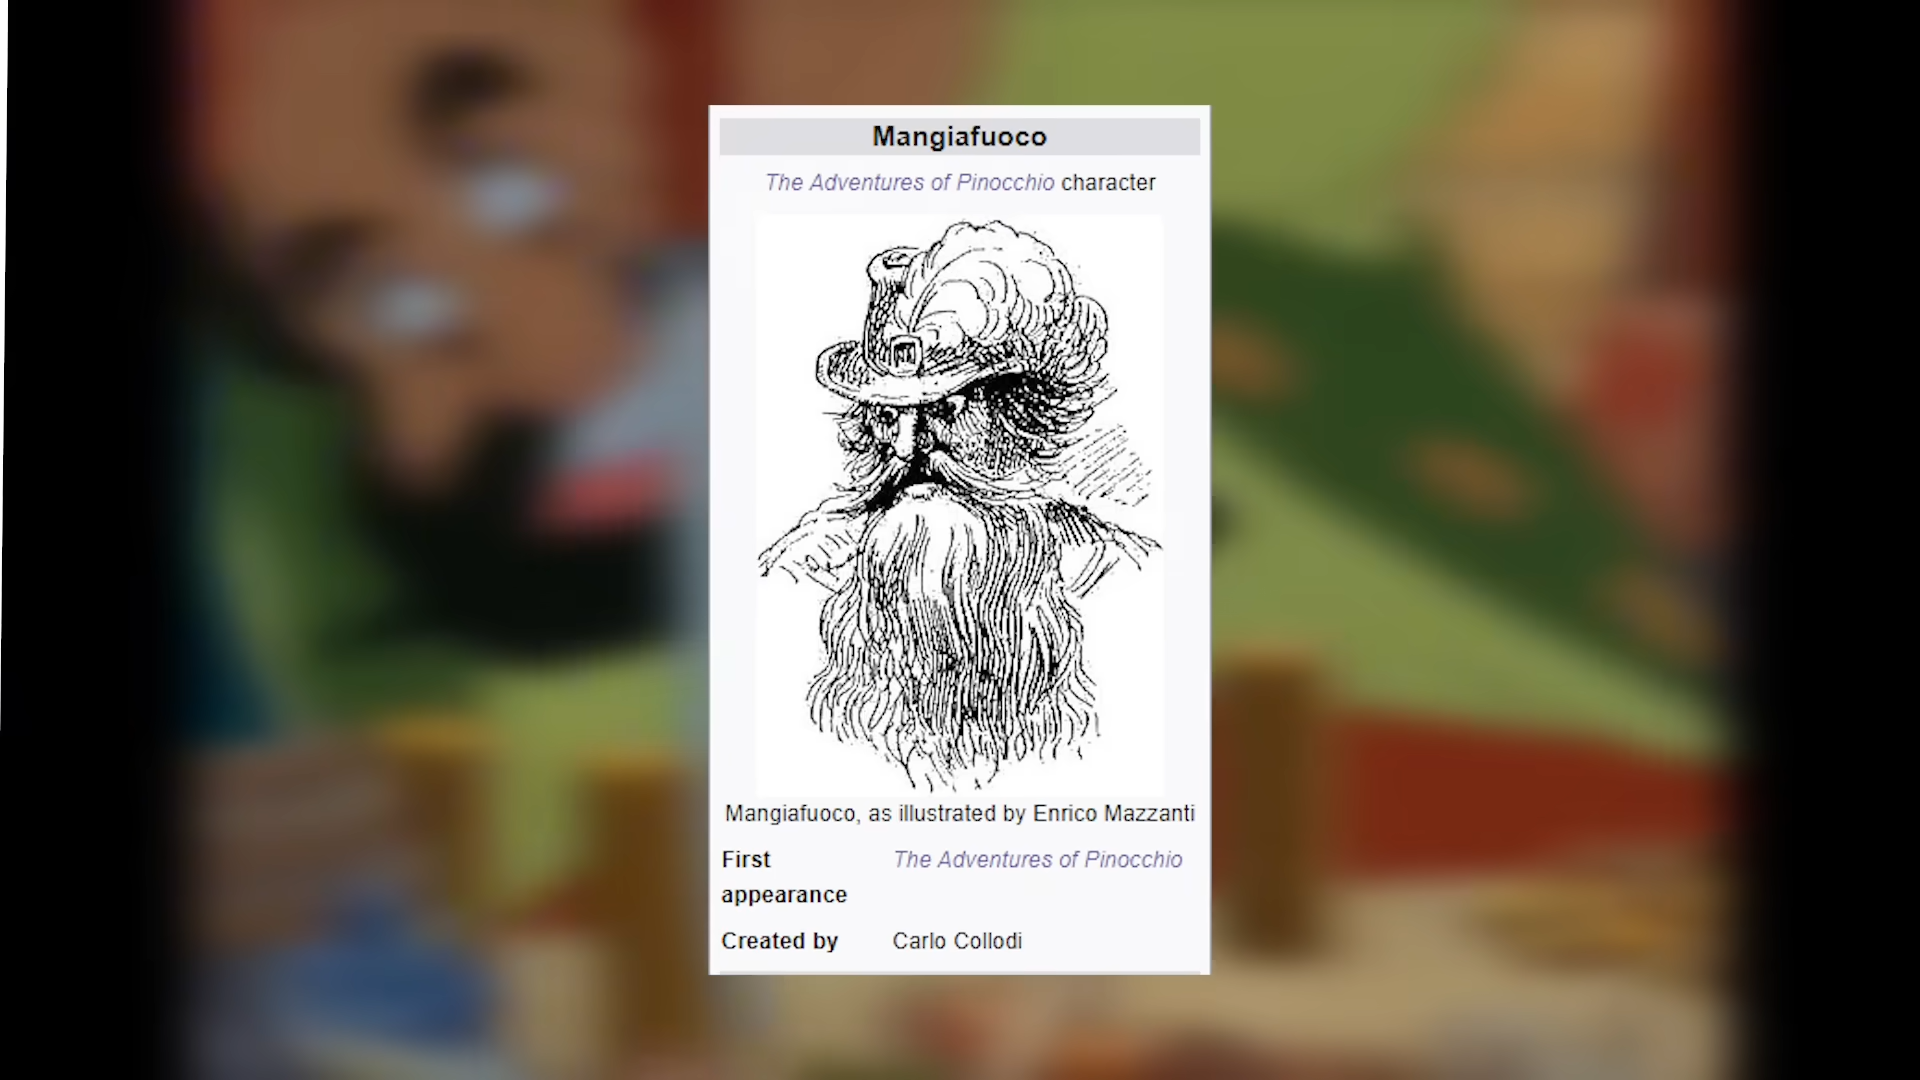 Mangiafuoco
The Adventures of Pinocchio character
Mangiafuoco, as illustrated by Enrico Mazzanti
First The Adventures of Pinocchio
appearance
Created by Carlo Collodi